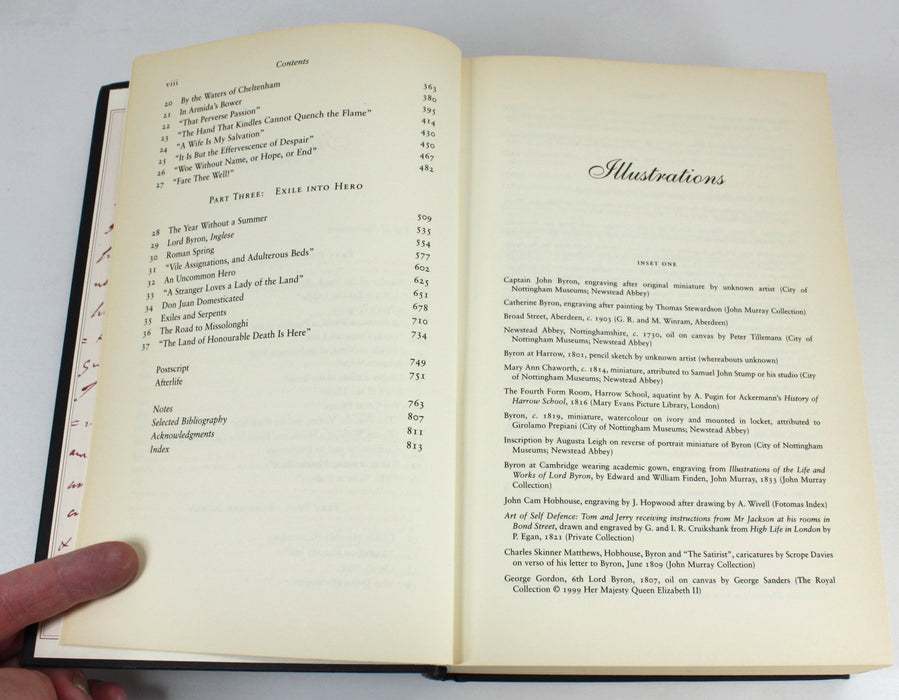 viii
Contents
20 By the Waters of Cheltenham 363
21 In Armida's Bower 380
22 "That Perverse Passion" 395
23 "The Hand That Kindles Cannot Quench the Flame" 414
24 "A Wife Is My Salvation" 430
25 "It Is But the Effervescence of Despair" 450
26 "Woe Without Name, or Hope, or End" 467
27 "Fare Thee Well!" 482
Part Three: Exile into Hero
28 The Year Without a Summer 509
29 Lord Byron, Inglese 535
30 Roman Spring 554
31 "Vile Assignations, and Adulterous Beds" 577
32 An Uncommon Hero 602
33 "A Stranger Loves a Lady of the Land" 625
34 Don Juan Domesticated 651
35 Exiles and Serpents 678
36 The Road to Missolonghi 710
37 "The Land of Honourable Death Is Here" 734
Postscript 749
Afterlife 751
Notes 763
Selected Bibliography 807
Acknowledgments 811
Index 813
Illustrations
INSET ONE
Captain John Byron, engraving after original miniature by unknown artist (City of
Nottingham Museums; Newstead Abbey)
Catherine Byron, engraving after painting by Thomas Stewardson (John Murray Collection)
Broad Street, Aberdeen, c. 1903 (G. R. and M. Winram, Aberdeen)
Newstead Abbey, Nottinghamshire, c. 1730, oil on canvas by Peter Tillemans (City of
Nottingham Museums; Newstead Abbey)
Byron at Harrow, 1801, pencil sketch by unknown artist (whereabouts unknown)
Mary Ann Chaworth, c. 1814, miniature, attributed to Samuel John Stump or his studio (City
of Nottingham Museums; Newstead Abbey)
The Fourth Form Room, Harrow School, aquatint by A. Pugin for Ackermann's History of
Harrow School, 1816 (Mary Evans Picture Library, London)
Byron, c. 1819, miniature, watercolour on ivory and mounted in locket, attributed to
Girolamo Prepiani (City of Nottingham Museums; Newstead Abbey)
Inscription by Augusta Leigh on reverse of portrait miniature of Byron (City of Nottingham
Museums; Newstead Abbey)
Byron at Cambridge wearing academic gown, engraving from Illustrations of the Life and
Works of Lord Byron, by Edward and William Finden, John Murray, 1833 (John Murray
Collection)
John Cam Hobhouse, engraving by J. Hopwood after drawing by A. Wivell (Fotomas Index)
Art of Self Defence: Tom and Jerry receiving instructions from Mr Jackson at his rooms in
Bond Street, drawn and engraved by G. and I. R. Cruikshank from High Life in London by
P. Egan, 1821 (Private Collection)
Charles Skinner Matthews, Hobhouse, Byron and "The Satirist", caricatures by Scrope Davies
on verso of his letter to Byron, June 1809 (John Murray Collection)
George Gordon, 6th Lord Byron, 1807, oil on canvas by George Sanders (The Royal
Collection © 1999 Her Majesty Queen Elizabeth II)